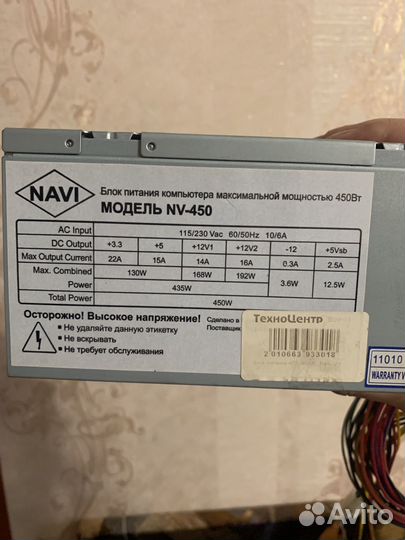 NAVI
Блок питания компьютера максимальной мощностью 450Вт
МОДЕЛЬ NV-450
AC Input 115/230 Vac 60/50Hz 10/6A
DC Output +3.3 +5 +12V1 +12V2 -12 +5Vsb
Max Output Current 22A 15A 14A 16A 0.3A 2.5A
Max. Combined Power 130W 168W 192W 3.6W 12.5W
435W
Total Power 450W
Осторожно! Высокое напряжение!
Не удаляйте данную этикетку
Не вскрывать
Не требует обслуживания
Сделано в
Поставщик
ТехноЦентр
2 010663 933018
11010
WARRANTY V
Avito